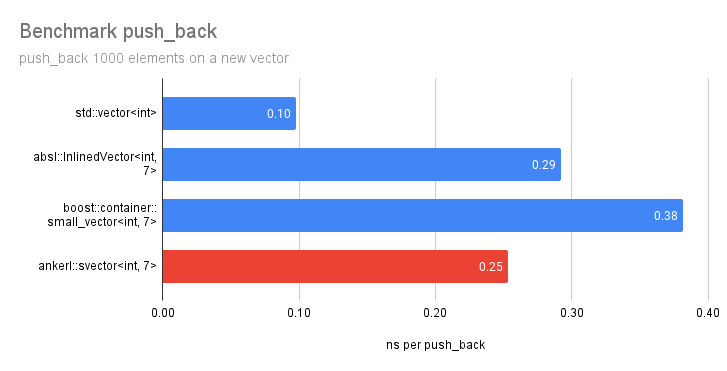 Benchmark push_back
push_back 1000 elements on a new vector
std::vector<int>
0.10
absl::InlinedVector<int,
7>
0.29
boost::container::
small_vector<int, 7>
0.38
ankerl::svector<int, 7>
0.25
0.00
0.10
0.20
0.30
0.40
ns per push_back